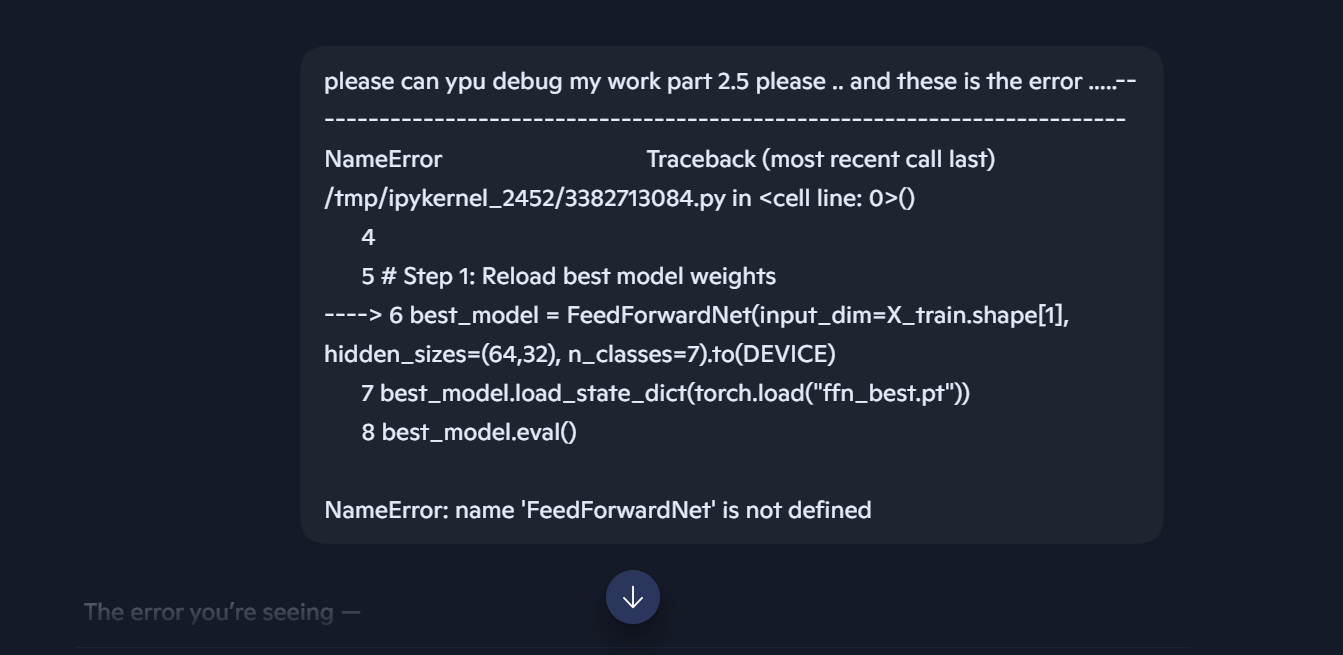 please can ypu debug my work part 2.5 please .. and these is the error .....--
-------------------------------------------------------------------------
NameError                                 Traceback (most recent call last)
/tmp/ipykernel_2452/3382713084.py in <cell line: 0>()
      4
      5 # Step 1: Reload best model weights
----> 6 best_model = FeedForwardNet(input_dim=X_train.shape[1],
hidden_sizes=(64,32), n_classes=7).to(DEVICE)
      7 best_model.load_state_dict(torch.load("ffn_best.pt"))
      8 best_model.eval()
NameError: name 'FeedForwardNet' is not defined
The error you’re seeing —